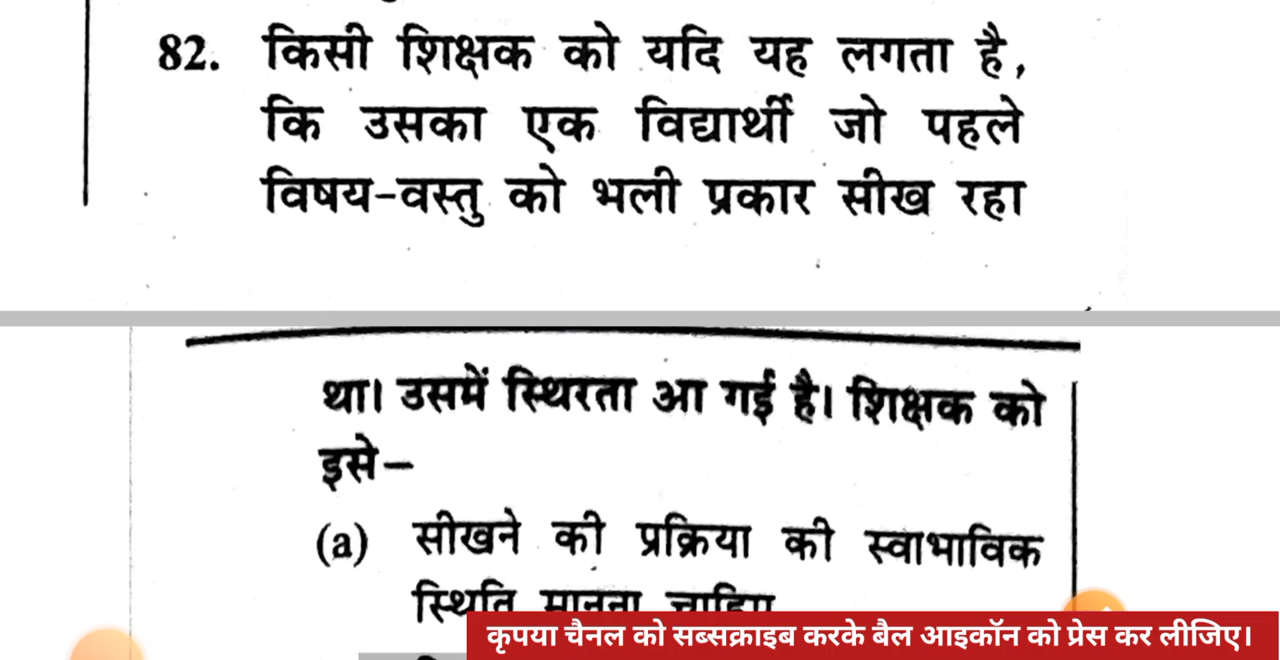 82. किसी शिक्षक को यदि यह लगता है,
कि उसका एक विद्यार्थी जो पहले
विषय-वस्तु को भली प्रकार सीख रहा
था। उसमें स्थिरता आ गई है। शिक्षक को
इसे–
(a) सीखने की प्रक्रिया की स्वाभाविक
स्थिति मानना चाहिए
कृपया चैनल को सब्सक्राइब करके बैल आइकॉन को प्रेस कर लीजिए।